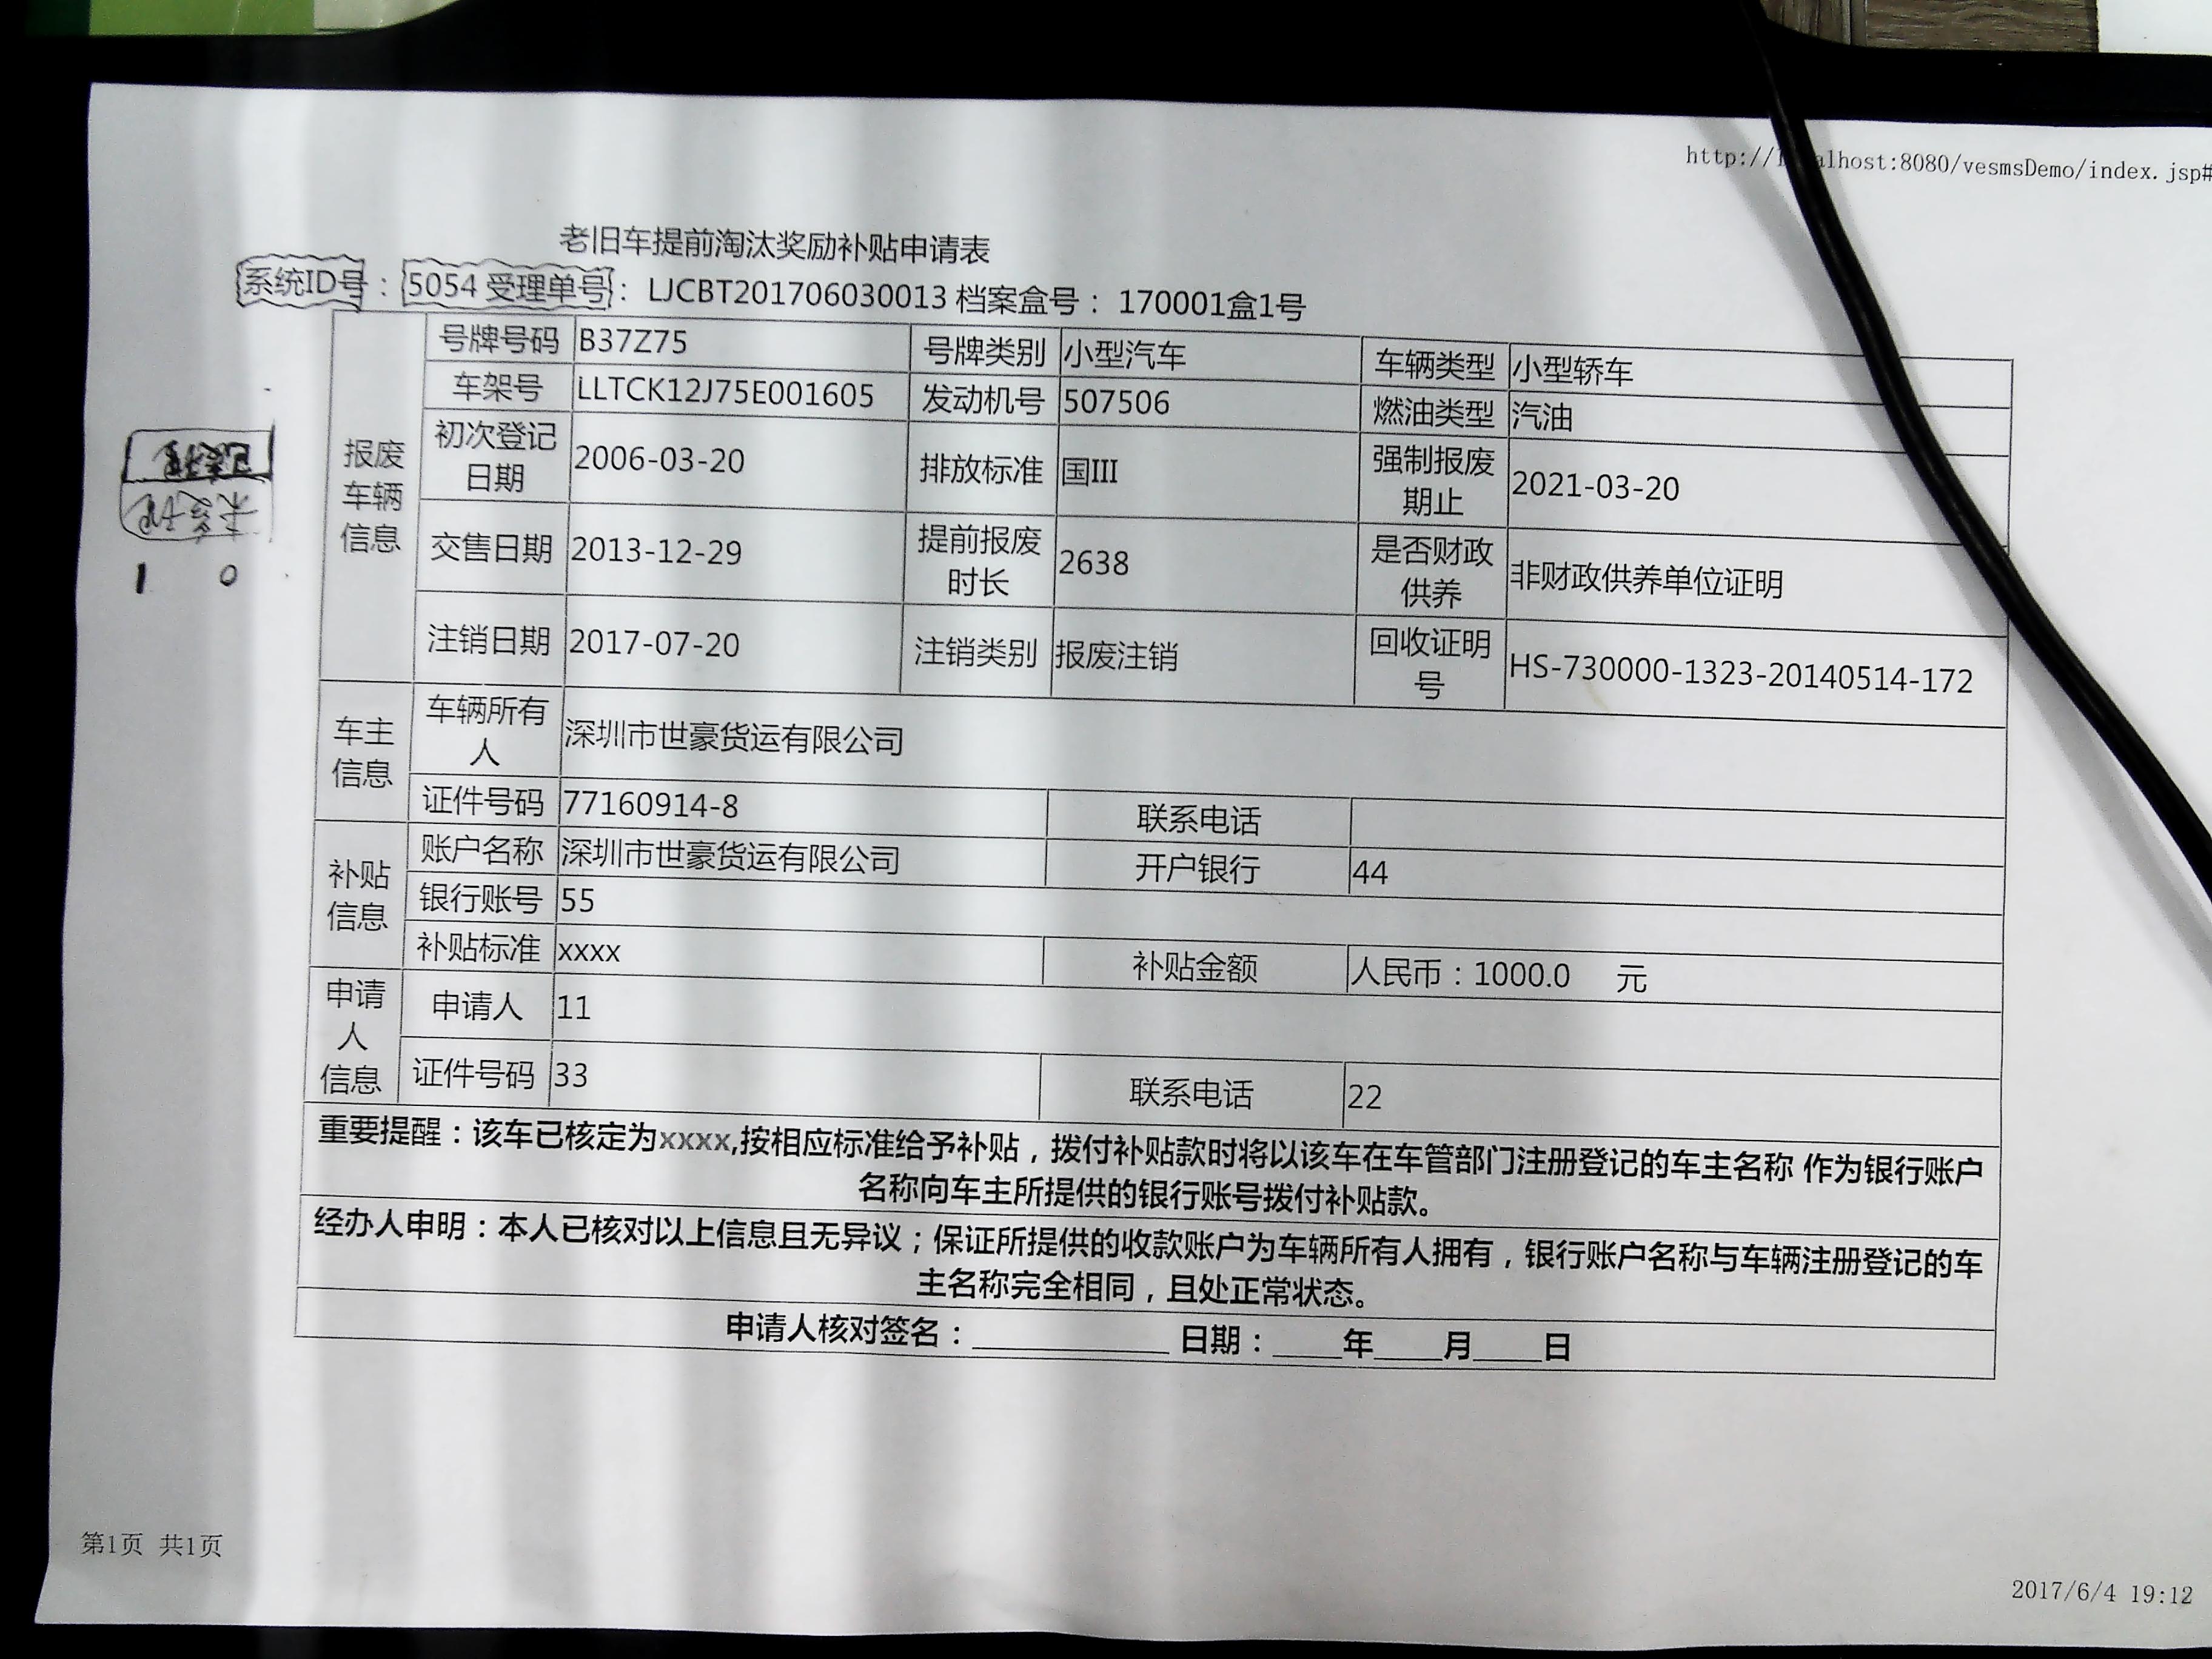 http://localhost:8080/vesmsDemo/index.jsp#
老旧车提前淘汰奖励补贴申请表
系统ID号：5054 受理单号：LJCBT201706030013 档案盒号：170001盒1号
报废车辆信息
号牌号码 B37Z75 号牌类别 小型汽车 车辆类型 小型轿车
车架号 LLTCK12J75E001605 发动机号 507506 燃油类型 汽油
初次登记日期 2006-03-20 排放标准 国III 强制报废期止 2021-03-20
交售日期 2013-12-29 提前报废时长 2638 是否财政供养 非财政供养单位证明
注销日期 2017-07-20 注销类别 报废注销 回收证明号 HS-730000-1323-20140514-172
车主信息
车辆所有人 深圳市世豪货运有限公司
证件号码 77160914-8 联系电话
补贴信息
账户名称 深圳市世豪货运有限公司 开户银行 44
银行账号 55
补贴标准 xxxx 补贴金额 人民币：1000.0 元
申请人信息
申请人 11
证件号码 33 联系电话 22
重要提醒：该车已核定为xxxx,按相应标准给予补贴，拨付补贴款时将以该车在车管部门注册登记的车主名称 作为银行账户
名称向车主所提供的银行账号拨付补贴款。
经办人申明：本人已核对以上信息且无异议；保证所提供的收款账户为车辆所有人拥有，银行账户名称与车辆注册登记的车
主名称完全相同，且处正常状态。
申请人核对签名：____________ 日期：____年____月____日
1 0
第1页 共1页
2017/6/4 19:12